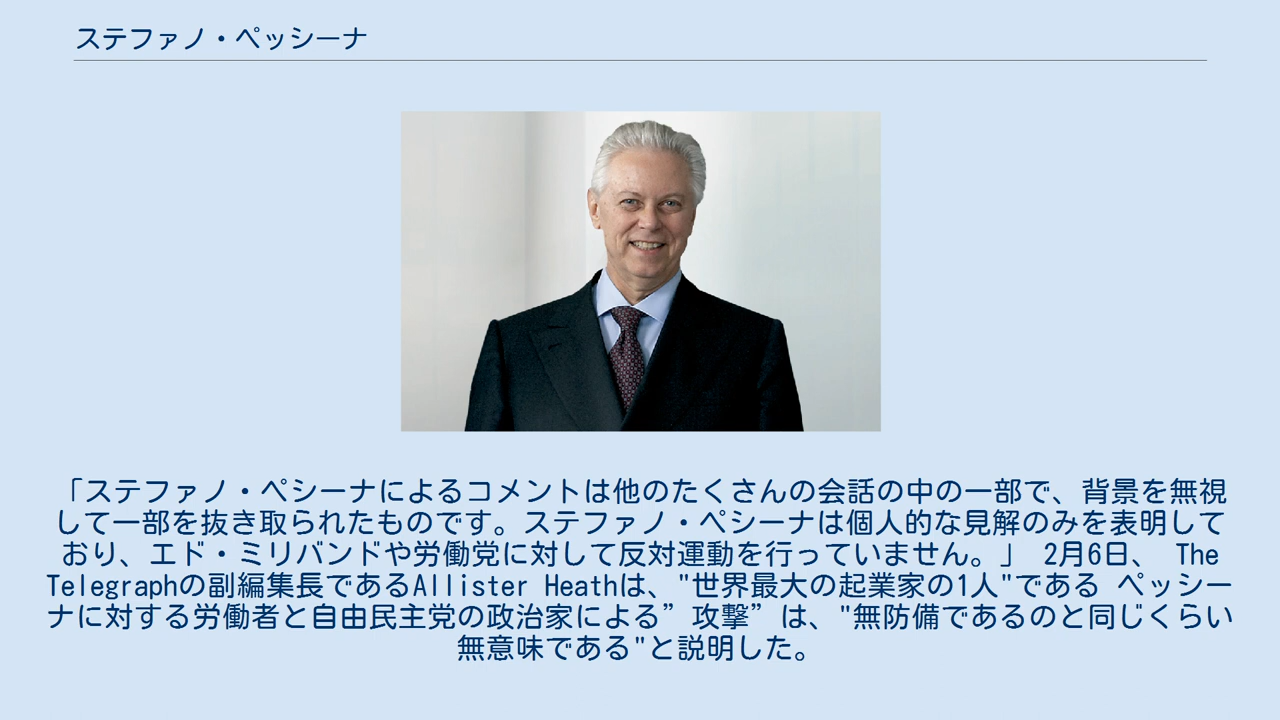 ステファノ・ペッシーナ
「ステファノ・ペシーナによるコメントは他のたくさんの会話の中の一部で、背景を無視
して一部を抜き取られたものです。ステファノ・ペシーナは個人的な見解のみを表明して
おり、エド・ミリバンドや労働党に対して反対運動を行っていません。」 2月6日、 The
Telegraphの副編集長であるAllister Heathは、"世界最大の起業家の1人"である ペッシー
ナに対する労働者と自由民主党の政治家による”攻撃”は、"無防備であるのと同じくらい
無意味である"と説明した。